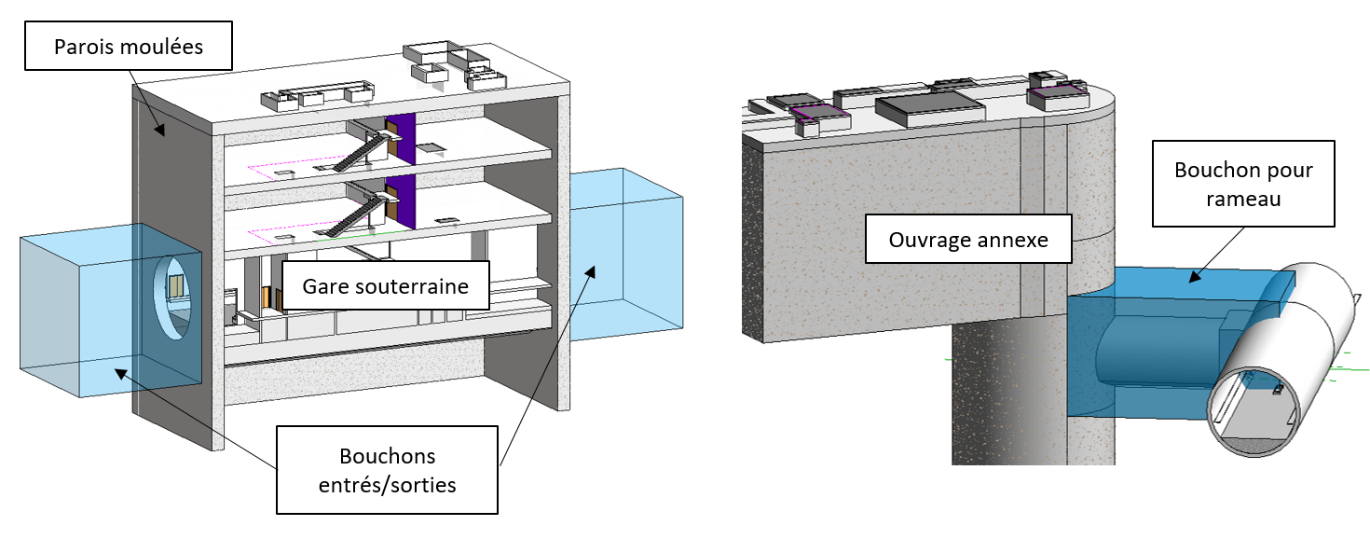 Parois moulées
Gare souterraine
Bouchons
entrés/sorties
Bouchon pour
rameau
Ouvrage annexe